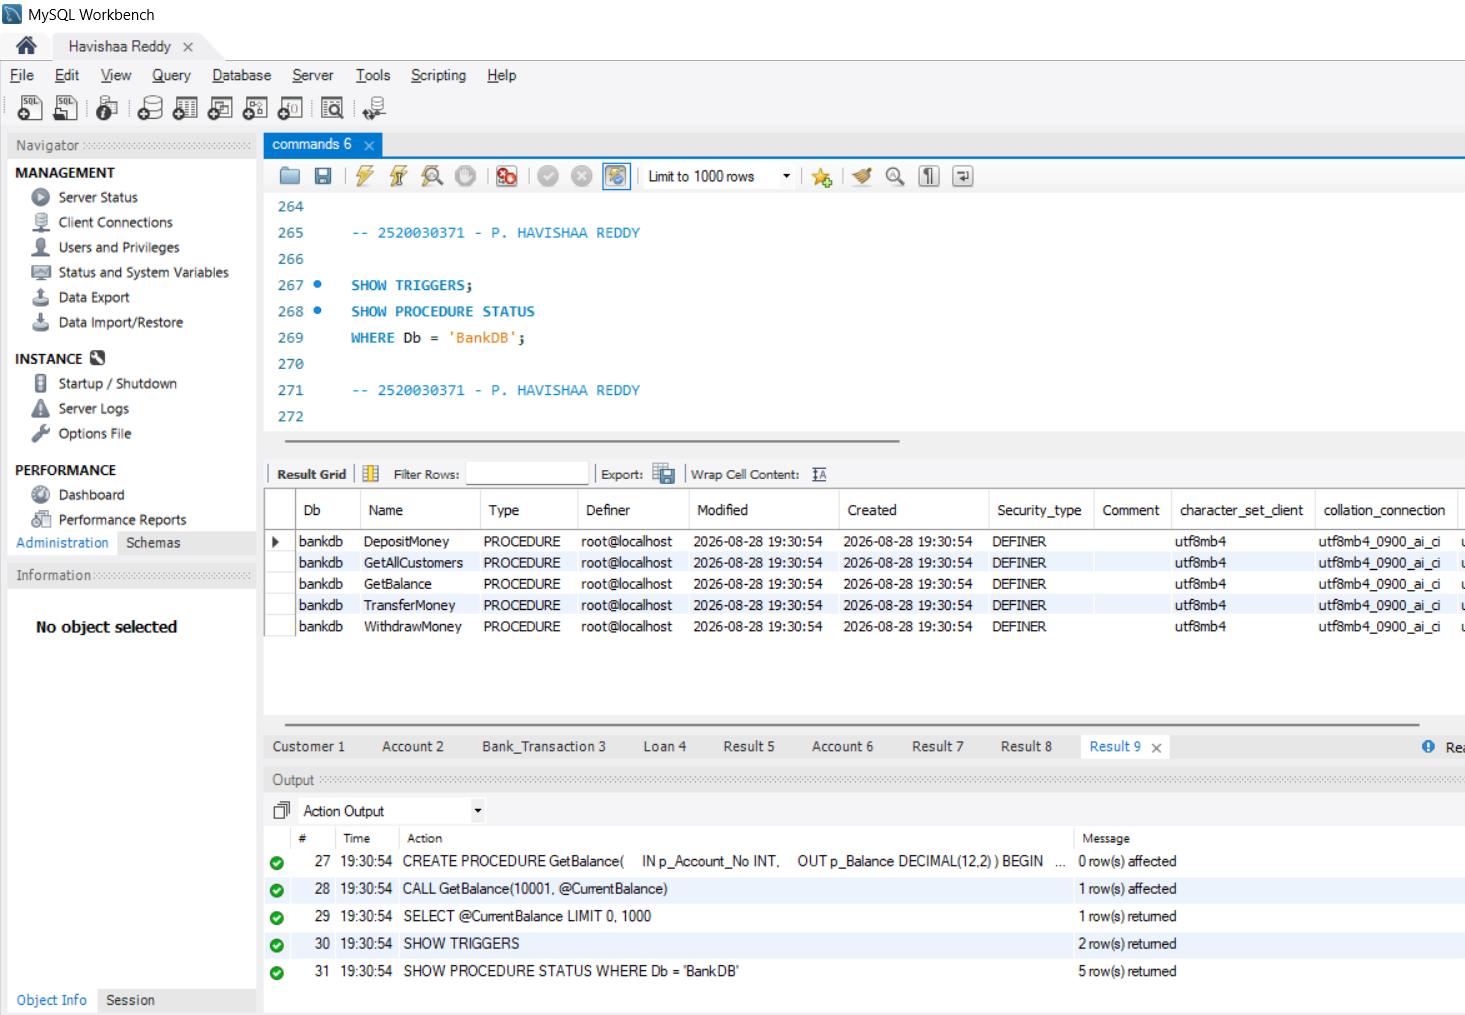 MySQL Workbench
Havishaa Reddy
File Edit View Query Database Server Tools Scripting Help
Navigator
MANAGEMENT
Server Status
Client Connections
Users and Privileges
Status and System Variables
Data Export
Data Import/Restore
INSTANCE
Startup / Shutdown
Server Logs
Options File
PERFORMANCE
Dashboard
Performance Reports
Administration Schemas
Information
No object selected
Object Info Session
commands 6
Limit to 1000 rows
264
265 -- 2520030371 - P. HAVISHAA REDDY
266
267 SHOW TRIGGERS;
268 SHOW PROCEDURE STATUS
269 WHERE Db = 'BankDB';
270
271 -- 2520030371 - P. HAVISHAA REDDY
272
Result Grid Filter Rows: Export: Wrap Cell Content:
Db Name Type Definer Modified Created Security_type Comment character_set_client collation_connection
bankdb DepositMoney PROCEDURE root@localhost 2026-08-28 19:30:54 2026-08-28 19:30:54 DEFINER utf8mb4 utf8mb4_0900_ai_ci
bankdb GetAllCustomers PROCEDURE root@localhost 2026-08-28 19:30:54 2026-08-28 19:30:54 DEFINER utf8mb4 utf8mb4_0900_ai_ci
bankdb GetBalance PROCEDURE root@localhost 2026-08-28 19:30:54 2026-08-28 19:30:54 DEFINER utf8mb4 utf8mb4_0900_ai_ci
bankdb TransferMoney PROCEDURE root@localhost 2026-08-28 19:30:54 2026-08-28 19:30:54 DEFINER utf8mb4 utf8mb4_0900_ai_ci
bankdb WithdrawMoney PROCEDURE root@localhost 2026-08-28 19:30:54 2026-08-28 19:30:54 DEFINER utf8mb4 utf8mb4_0900_ai_ci
Customer 1 Account 2 Bank_Transaction 3 Loan 4 Result 5 Account 6 Result 7 Result 8 Result 9
Output
Action Output
# Time Action Message
27 19:30:54 CREATE PROCEDURE GetBalance( IN p_Account_No INT, OUT p_Balance DECIMAL(12,2) ) BEGIN ... 0 row(s) affected
28 19:30:54 CALL GetBalance(10001, @CurrentBalance) 1 row(s) affected
29 19:30:54 SELECT @CurrentBalance LIMIT 0, 1000 1 row(s) returned
30 19:30:54 SHOW TRIGGERS 2 row(s) returned
31 19:30:54 SHOW PROCEDURE STATUS WHERE Db = 'BankDB' 5 row(s) returned